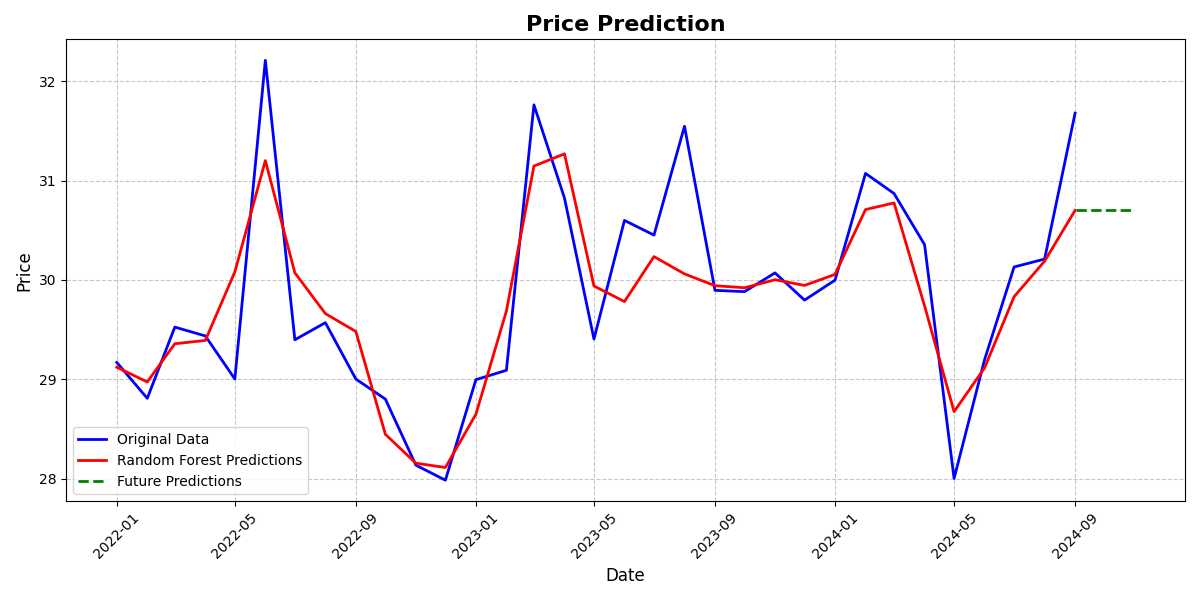 Price Prediction
32
31
30
29
28
Price
Original Data
Random Forest Predictions
Future Predictions
2022-01
2022-05
2022-09
2023-01
2023-05
2023-09
2024-01
2024-05
2024-09
Date